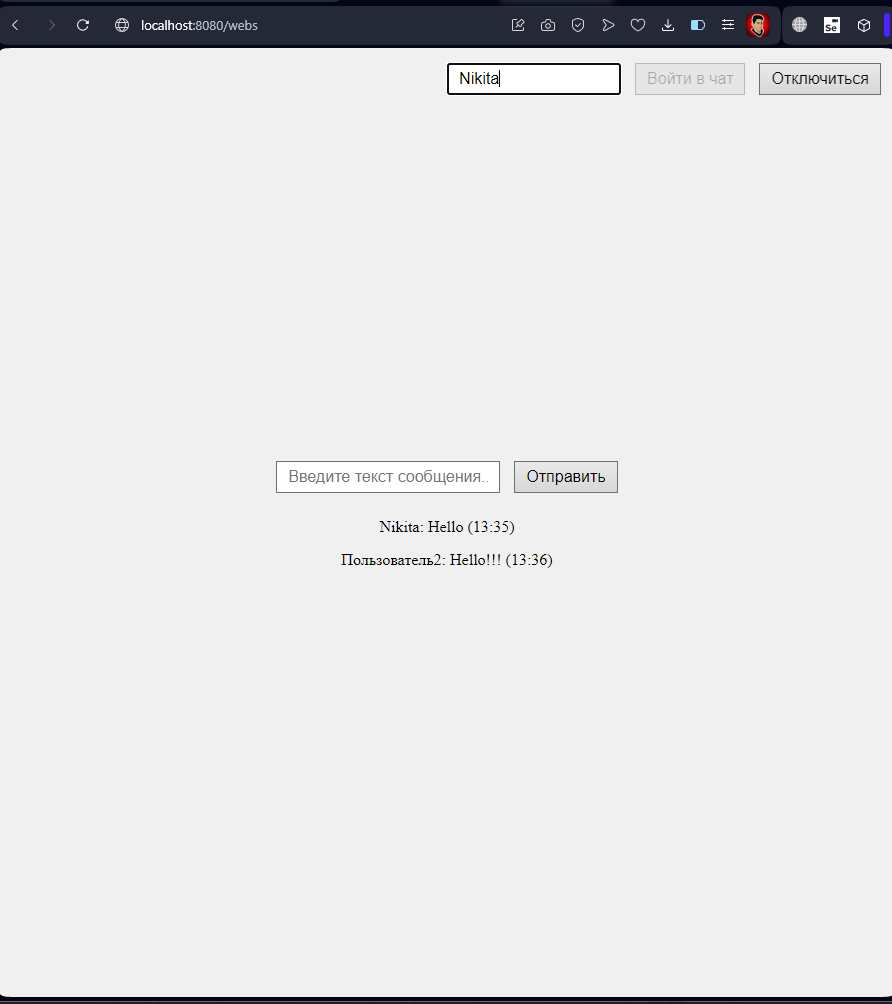 localhost:8080/webs
Se
Nikita
Войти в чат
Отключиться
Введите текст сообщения..
Отправить
Nikita: Hello (13:35)
Пользователь2: Hello!!! (13:36)